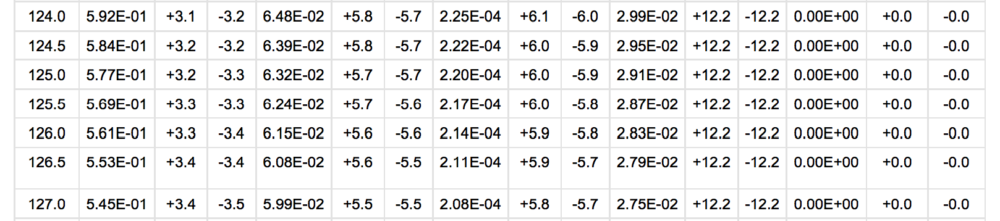 124.0 5.92E-01 +3.1 -3.2 6.48E-02 +5.8 -5.7 2.25E-04 +6.1 -6.0 2.99E-02 +12.2 -12.2 0.00E+00 +0.0 -0.0
124.5 5.84E-01 +3.2 -3.2 6.39E-02 +5.8 -5.7 2.22E-04 +6.0 -5.9 2.95E-02 +12.2 -12.2 0.00E+00 +0.0 -0.0
125.0 5.77E-01 +3.2 -3.3 6.32E-02 +5.7 -5.7 2.20E-04 +6.0 -5.9 2.91E-02 +12.2 -12.2 0.00E+00 +0.0 -0.0
125.5 5.69E-01 +3.3 -3.3 6.24E-02 +5.7 -5.6 2.17E-04 +6.0 -5.8 2.87E-02 +12.2 -12.2 0.00E+00 +0.0 -0.0
126.0 5.61E-01 +3.3 -3.4 6.15E-02 +5.6 -5.6 2.14E-04 +5.9 -5.8 2.83E-02 +12.2 -12.2 0.00E+00 +0.0 -0.0
126.5 5.53E-01 +3.4 -3.4 6.08E-02 +5.6 -5.5 2.11E-04 +5.9 -5.7 2.79E-02 +12.2 -12.2 0.00E+00 +0.0 -0.0
127.0 5.45E-01 +3.4 -3.5 5.99E-02 +5.5 -5.5 2.08E-04 +5.8 -5.7 2.75E-02 +12.2 -12.2 0.00E+00 +0.0 -0.0